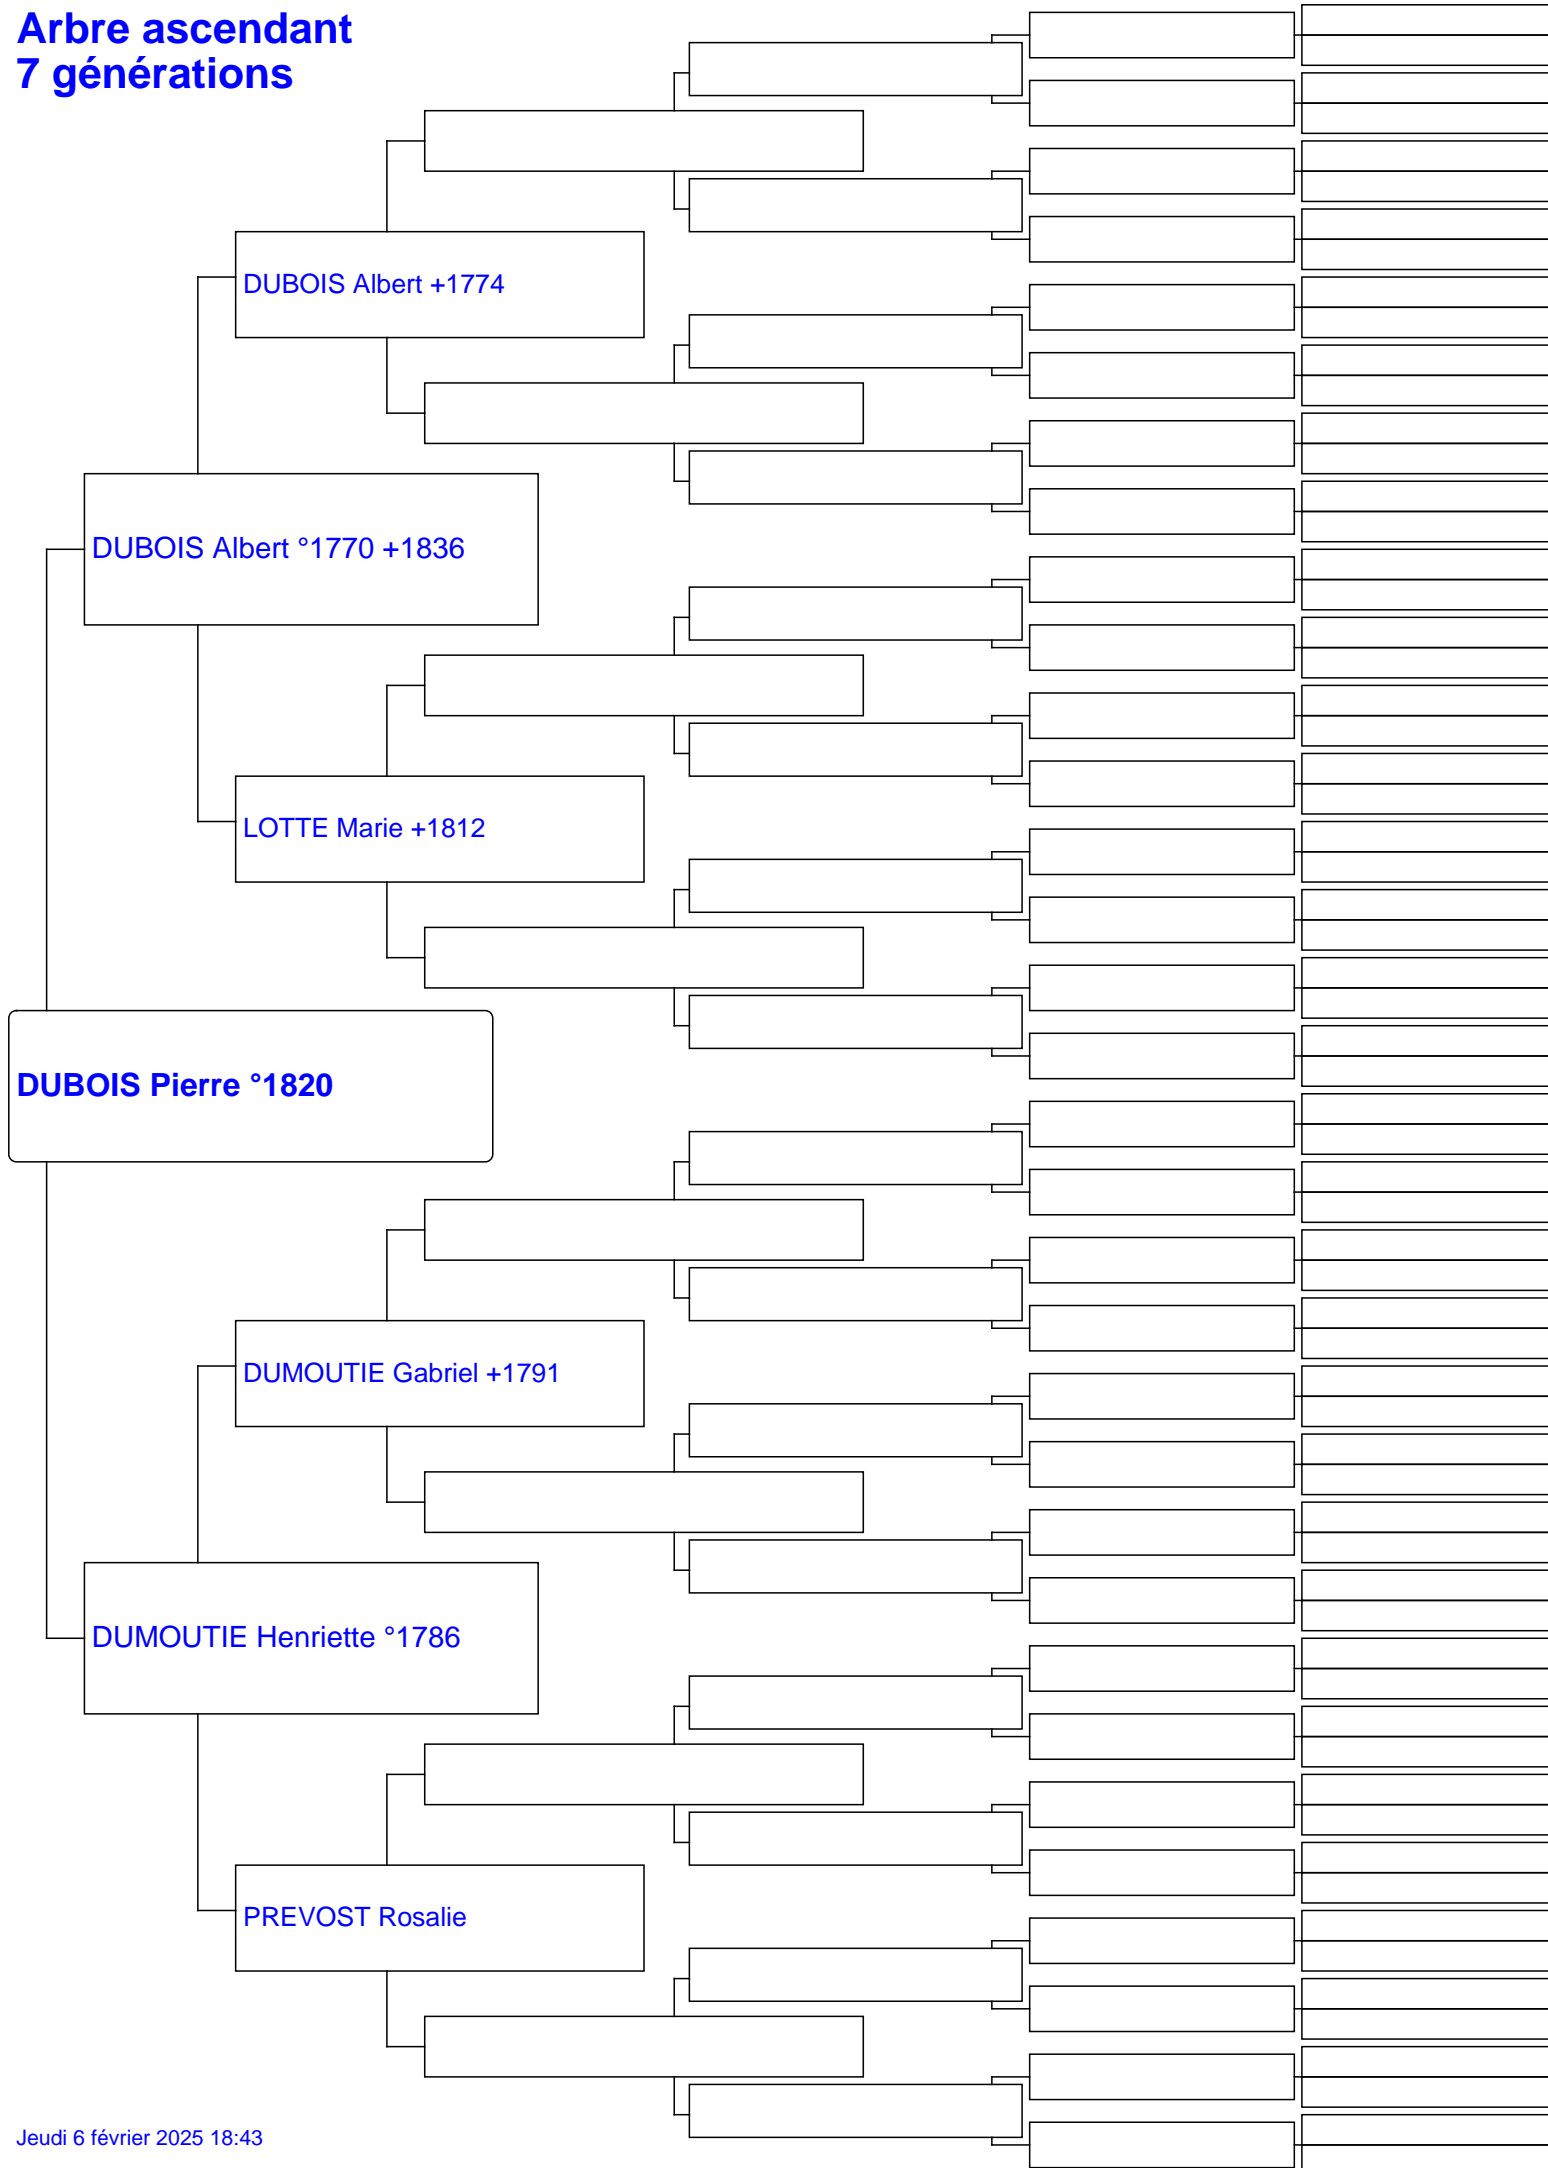 Arbre ascendant
7 générations
DUBOIS Albert +1774
DUBOIS Albert °1770 +1836
LOTTE Marie +1812
DUBOIS Pierre °1820
DUMOUTIE Gabriel +1791
DUMOUTIE Henriette °1786
PREVOST Rosalie
Jeudi 6 février 2025 18:43